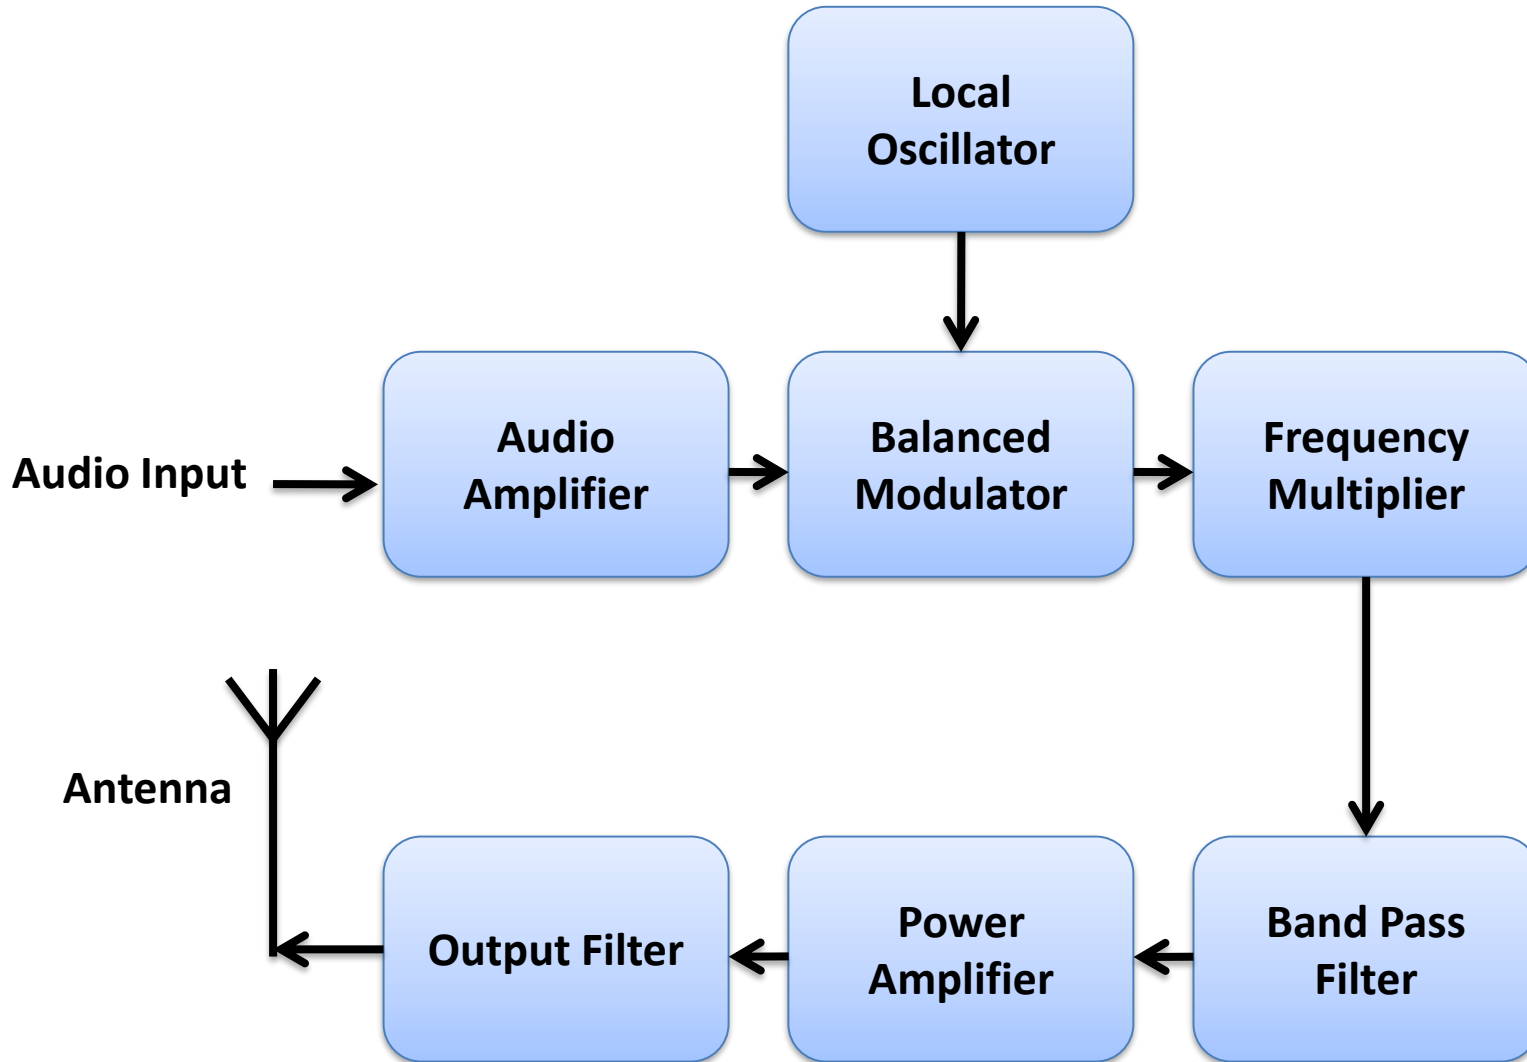 Local
Oscillator
Audio Input
Audio
Amplifier
Balanced
Modulator
Frequency
Multiplier
Antenna
Output Filter
Power
Amplifier
Band Pass
Filter